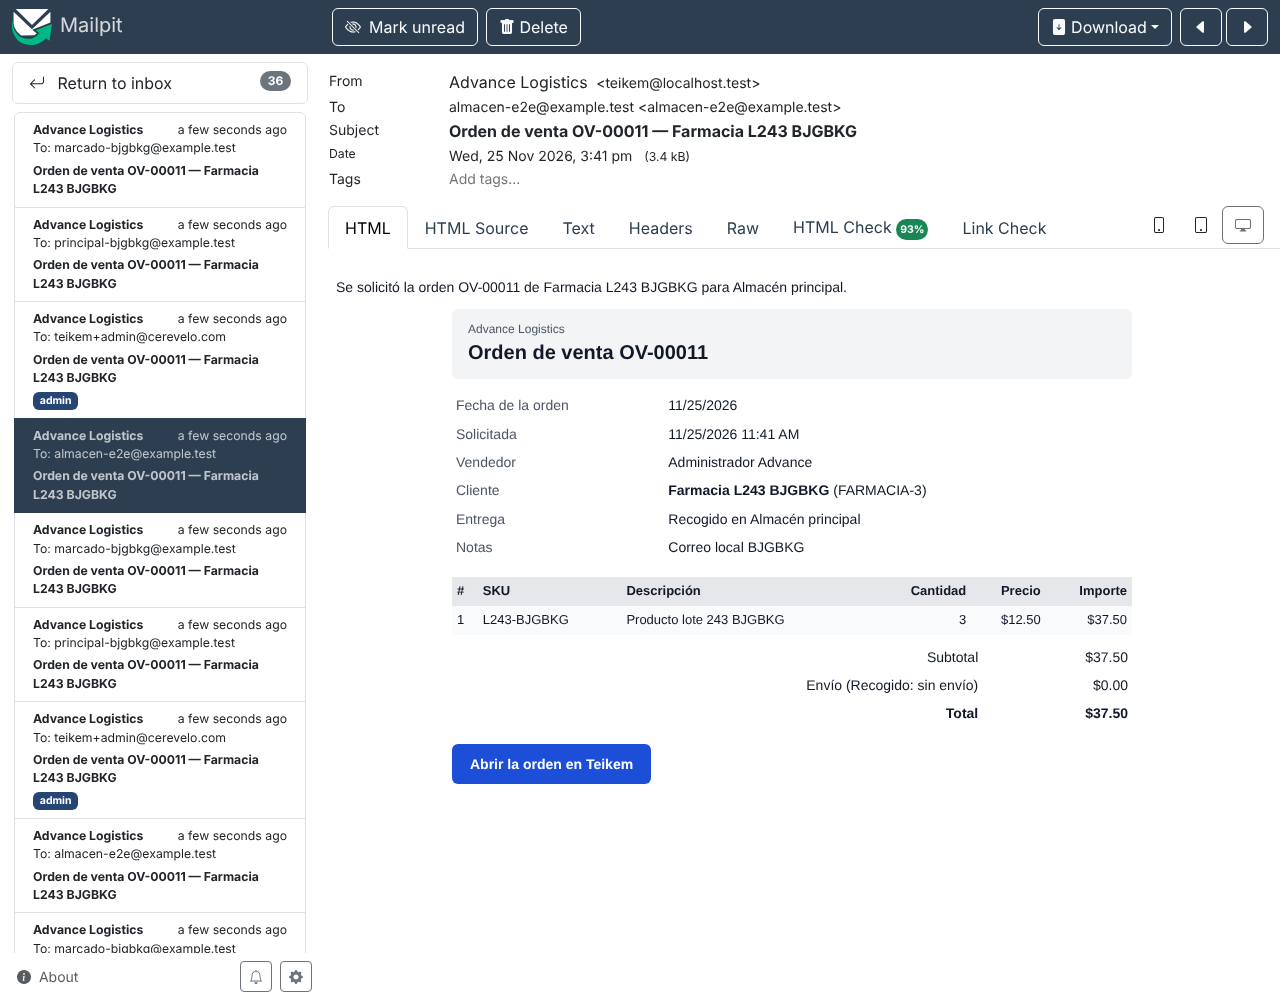 Mailpit
Mark unread
Delete
Download
Return to inbox
36
Advance Logistics a few seconds ago
To: marcado-bjgbkg@example.test
Orden de venta OV-00011 — Farmacia
L243 BJGBKG
Advance Logistics a few seconds ago
To: principal-bjgbkg@example.test
Orden de venta OV-00011 — Farmacia
L243 BJGBKG
Advance Logistics a few seconds ago
To: teikem+admin@cerevelo.com
Orden de venta OV-00011 — Farmacia
L243 BJGBKG
admin
Advance Logistics a few seconds ago
To: almacen-e2e@example.test
Orden de venta OV-00011 — Farmacia
L243 BJGBKG
Advance Logistics a few seconds ago
To: marcado-bjgbkg@example.test
Orden de venta OV-00011 — Farmacia
L243 BJGBKG
Advance Logistics a few seconds ago
To: principal-bjgbkg@example.test
Orden de venta OV-00011 — Farmacia
L243 BJGBKG
Advance Logistics a few seconds ago
To: teikem+admin@cerevelo.com
Orden de venta OV-00011 — Farmacia
L243 BJGBKG
admin
Advance Logistics a few seconds ago
To: almacen-e2e@example.test
Orden de venta OV-00011 — Farmacia
L243 BJGBKG
Advance Logistics a few seconds ago
To: marcado-bjgbkg@example.test
About
From Advance Logistics <teikem@localhost.test>
To almacen-e2e@example.test <almacen-e2e@example.test>
Subject Orden de venta OV-00011 — Farmacia L243 BJGBKG
Date Wed, 25 Nov 2026, 3:41 pm (3.4 kB)
Tags Add tags...
HTML HTML Source Text Headers Raw HTML Check 93% Link Check
Se solicitó la orden OV-00011 de Farmacia L243 BJGBKG para Almacén principal.
Advance Logistics
Orden de venta OV-00011
Fecha de la orden 11/25/2026
Solicitada 11/25/2026 11:41 AM
Vendedor Administrador Advance
Cliente Farmacia L243 BJGBKG (FARMACIA-3)
Entrega Recogido en Almacén principal
Notas Correo local BJGBKG
# SKU Descripción Cantidad Precio Importe
1 L243-BJGBKG Producto lote 243 BJGBKG 3 $12.50 $37.50
Subtotal $37.50
Envío (Recogido: sin envío) $0.00
Total $37.50
Abrir la orden en Teikem